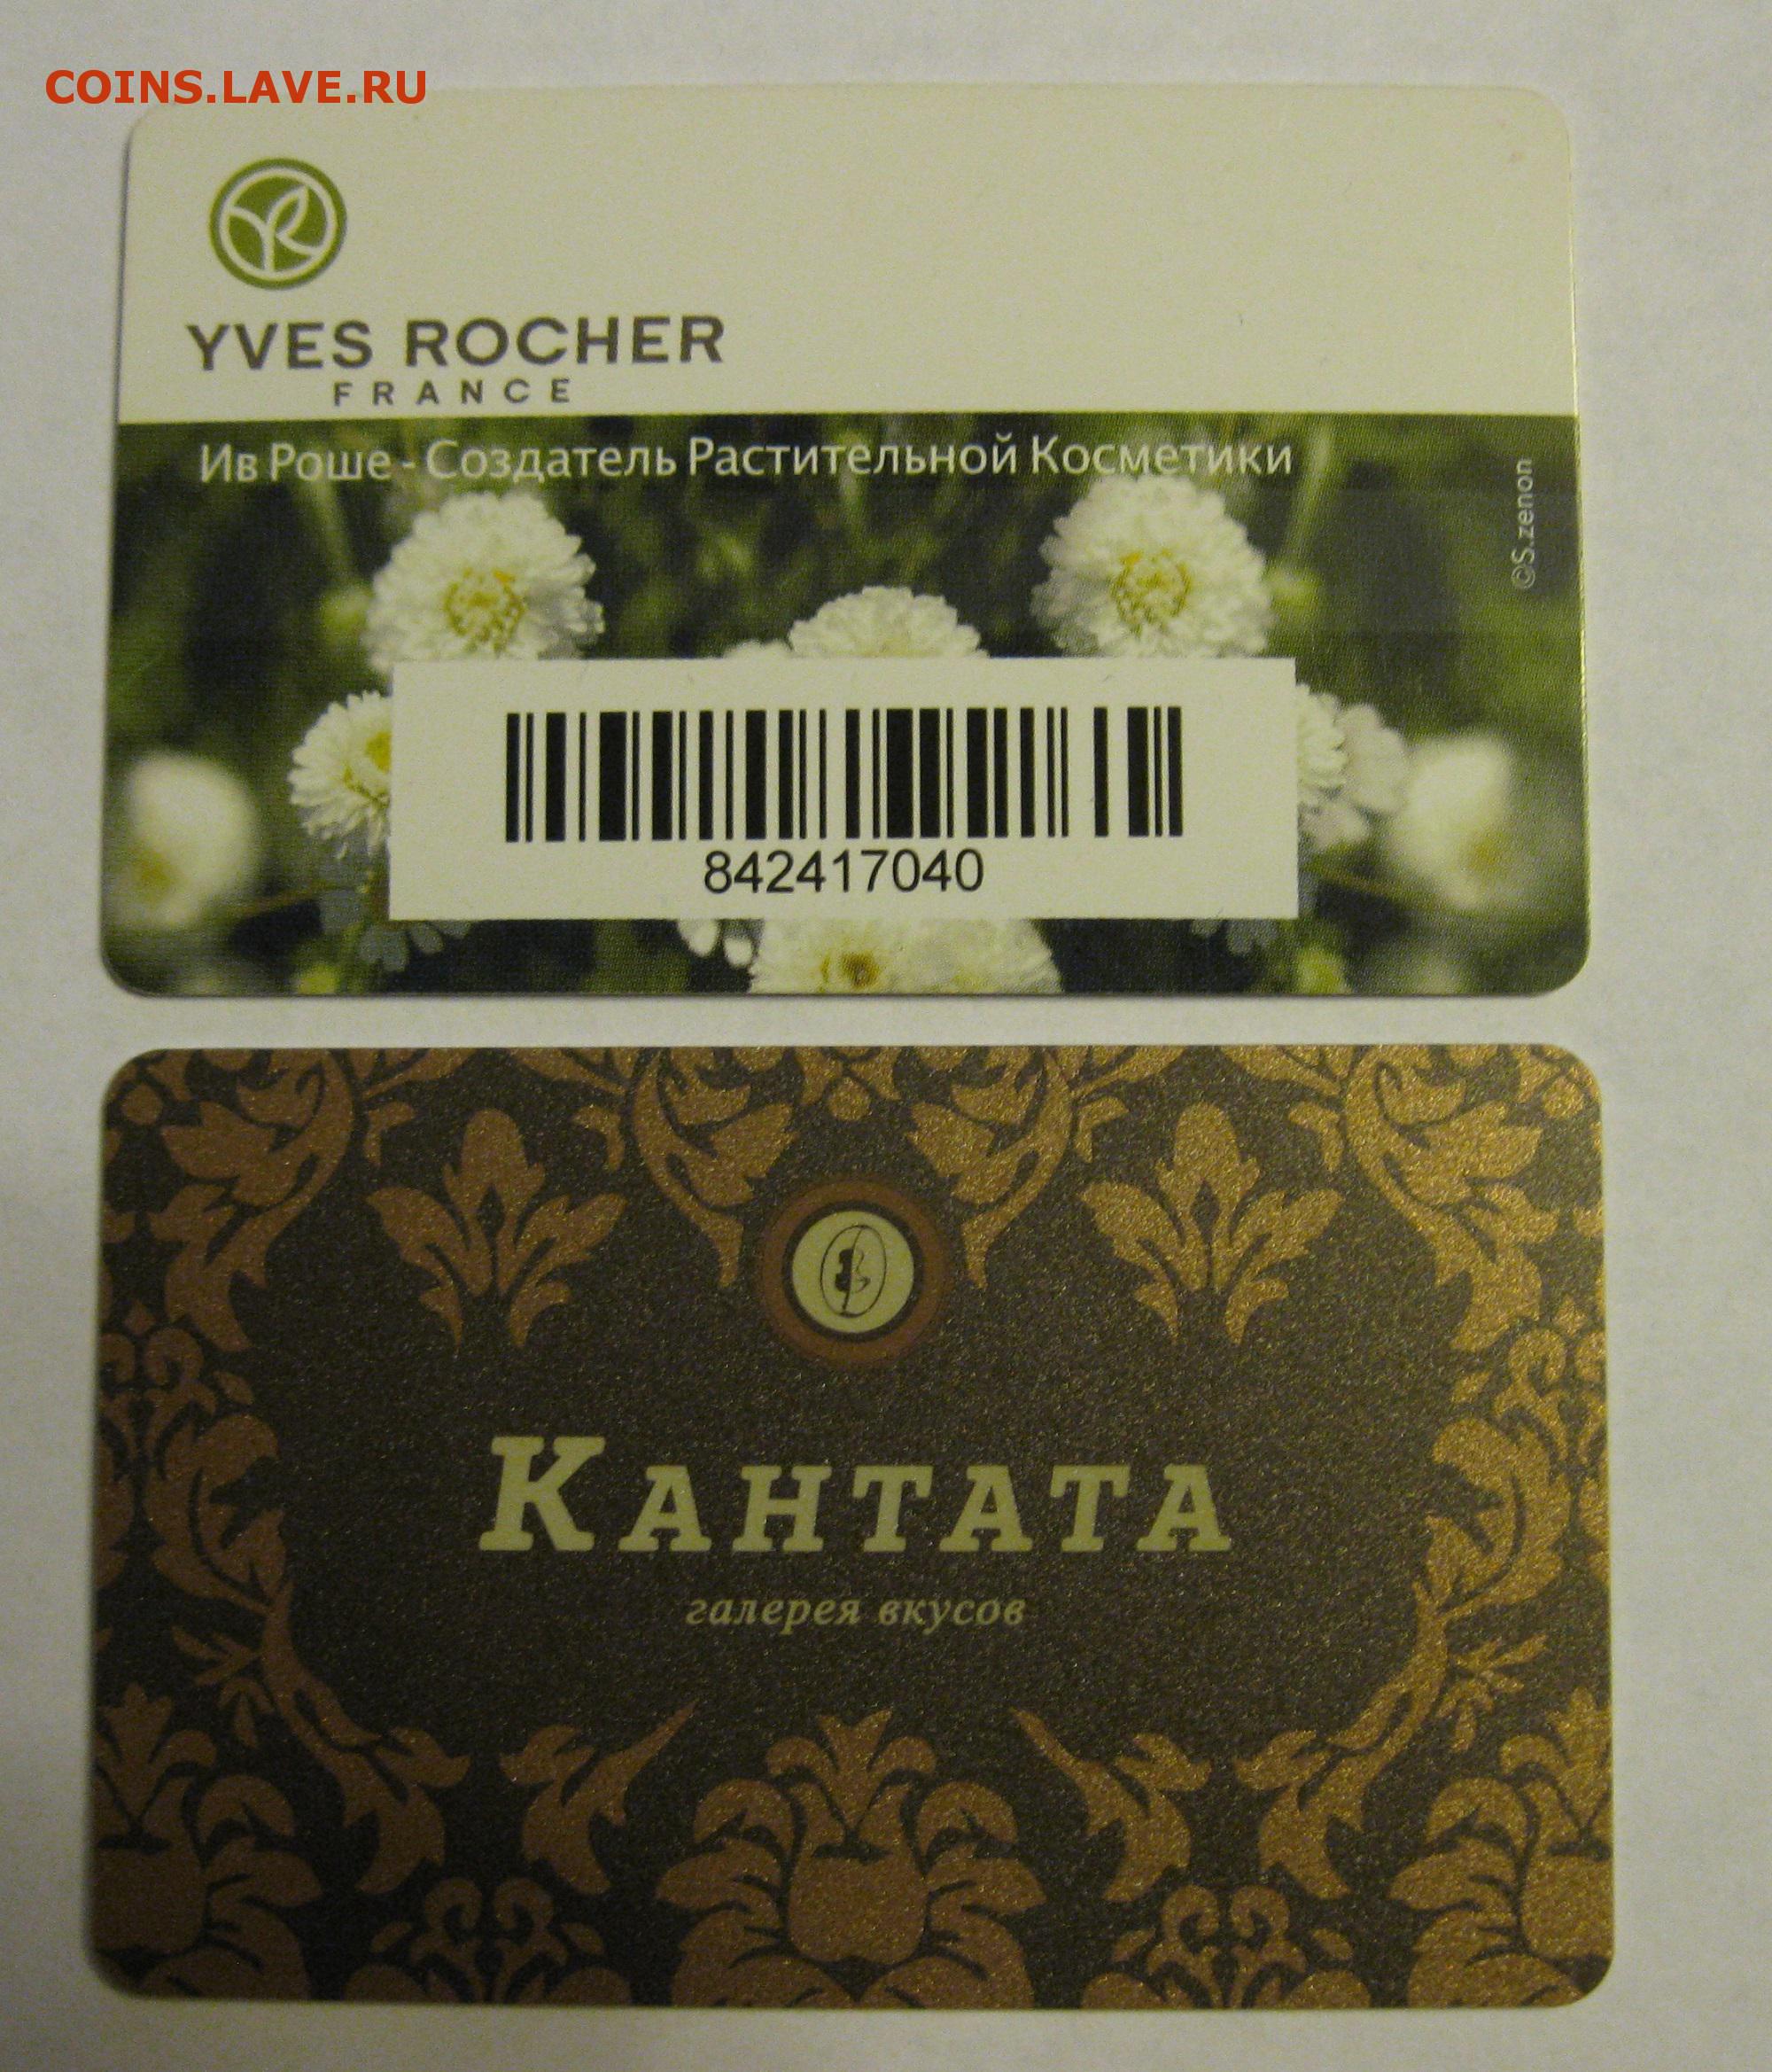 COINS.LAVE.RU
YVES ROCHER
FRANCE
Ив Роше - Создатель Растительной Косметики
©S.zenon
842417040
КАНТАТА
галерея вкусов